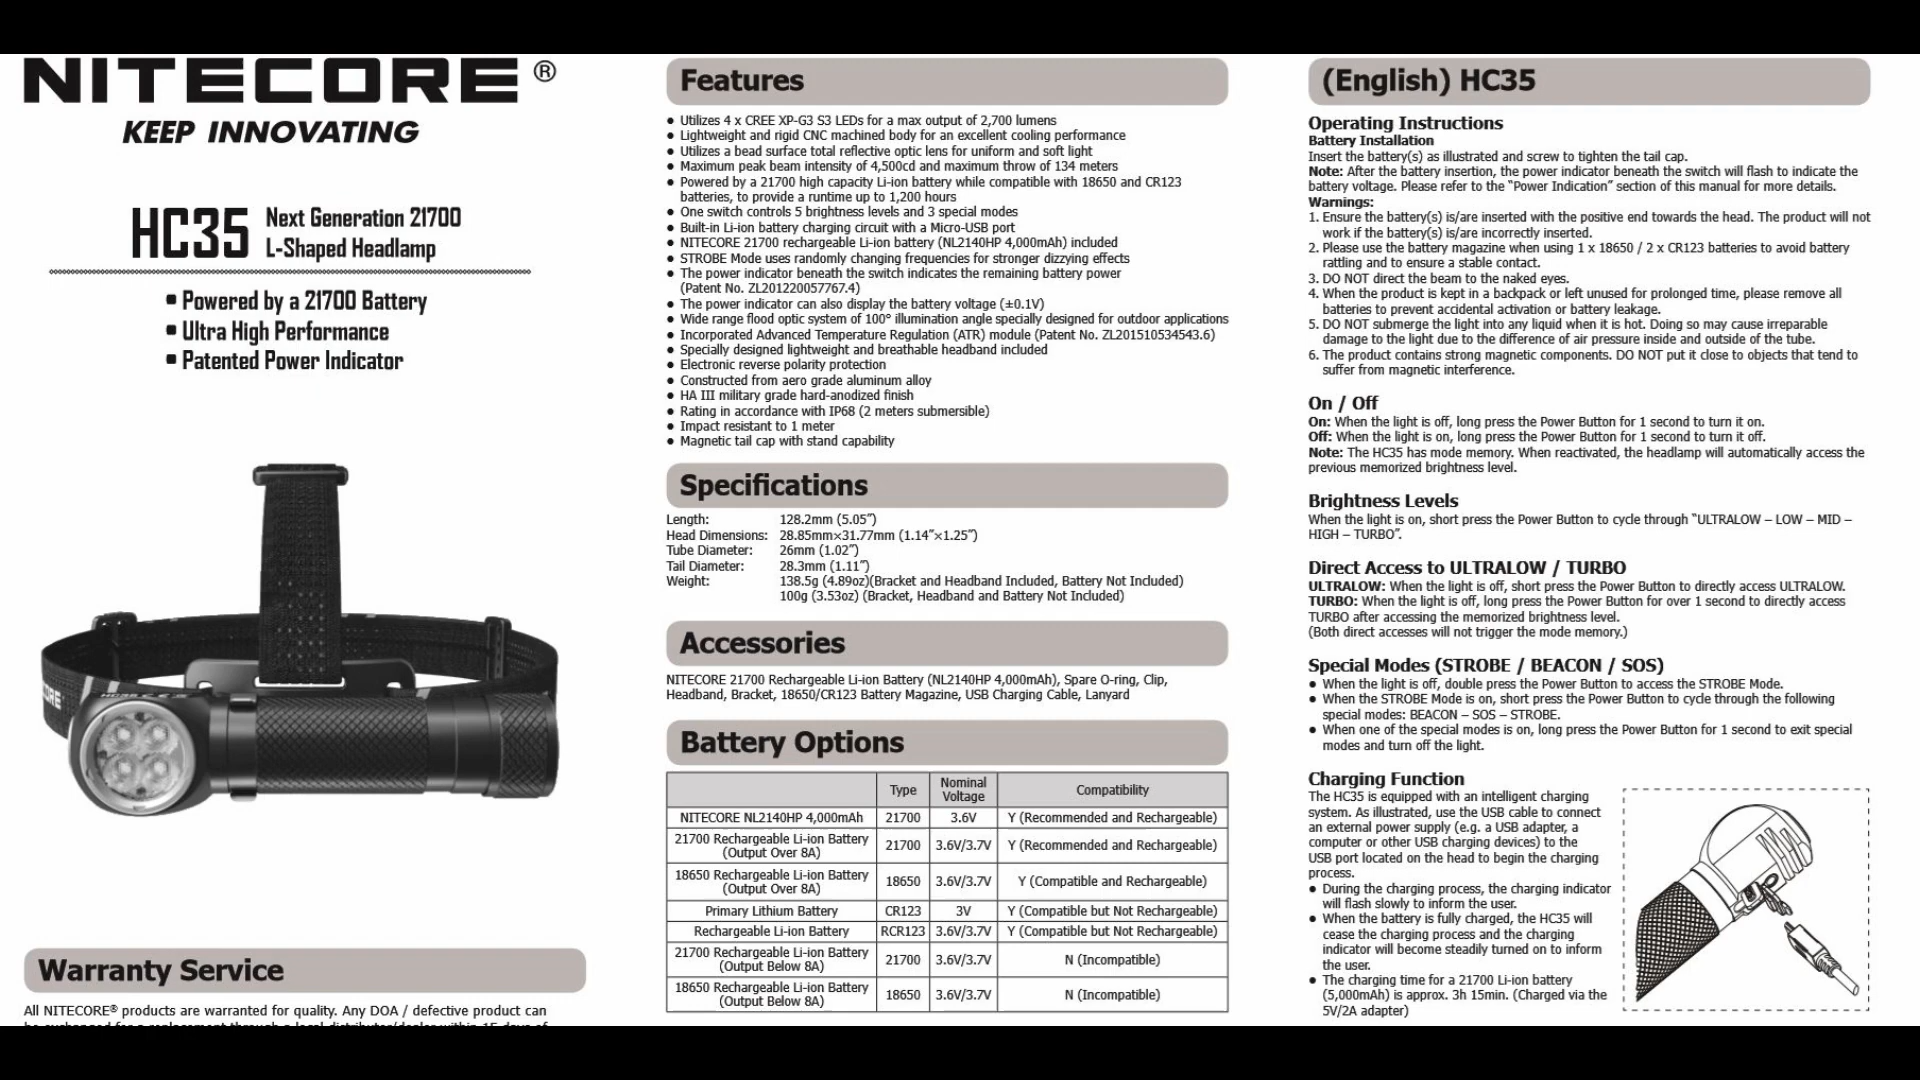 NITECORE®
KEEP INNOVATING
HC35 Next Generation 21700
L-Shaped Headlamp
▪ Powered by a 21700 Battery
▪ Ultra High Performance
▪ Patented Power Indicator
Warranty Service
All NITECORE® products are warranted for quality. Any DOA / defective product can
Features
● Utilizes 4 x CREE XP-G3 S3 LEDs for a max output of 2,700 lumens
● Lightweight and rigid CNC machined body for an excellent cooling performance
● Utilizes a bead surface total reflective optic lens for uniform and soft light
● Maximum peak beam intensity of 4,500cd and maximum throw of 134 meters
● Powered by a 21700 high capacity Li-ion battery while compatible with 18650 and CR123
batteries, to provide a runtime up to 1,200 hours
● One switch controls 5 brightness levels and 3 special modes
● Built-in Li-ion battery charging circuit with a Micro-USB port
● NITECORE 21700 rechargeable Li-ion battery (NL2140HP 4,000mAh) included
● STROBE Mode uses randomly changing frequencies for stronger dizzying effects
● The power indicator beneath the switch indicates the remaining battery power
(Patent No. ZL201220057767.4)
● The power indicator can also display the battery voltage (±0.1V)
● Wide range flood optic system of 100° illumination angle specially designed for outdoor applications
● Incorporated Advanced Temperature Regulation (ATR) module (Patent No. ZL201510534543.6)
● Specially designed lightweight and breathable headband included
● Electronic reverse polarity protection
● Constructed from aero grade aluminum alloy
● HA III military grade hard-anodized finish
● Rating in accordance with IP68 (2 meters submersible)
● Impact resistant to 1 meter
● Magnetic tail cap with stand capability
Specifications
Length: 128.2mm (5.05″)
Head Dimensions: 28.85mm×31.77mm (1.14″×1.25″)
Tube Diameter: 26mm (1.02″)
Tail Diameter: 28.3mm (1.11″)
Weight: 138.5g (4.89oz)(Bracket and Headband Included, Battery Not Included)
100g (3.53oz) (Bracket, Headband and Battery Not Included)
Accessories
NITECORE 21700 Rechargeable Li-ion Battery (NL2140HP 4,000mAh), Spare O-ring, Clip,
Headband, Bracket, 18650/CR123 Battery Magazine, USB Charging Cable, Lanyard
Battery Options
Type Nominal Voltage Compatibility
NITECORE NL2140HP 4,000mAh 21700 3.6V Y (Recommended and Rechargeable)
21700 Rechargeable Li-ion Battery (Output Over 8A) 21700 3.6V/3.7V Y (Recommended and Rechargeable)
18650 Rechargeable Li-ion Battery (Output Over 8A) 18650 3.6V/3.7V Y (Compatible and Rechargeable)
Primary Lithium Battery CR123 3V Y (Compatible but Not Rechargeable)
Rechargeable Li-ion Battery RCR123 3.6V/3.7V Y (Compatible but Not Rechargeable)
21700 Rechargeable Li-ion Battery (Output Below 8A) 21700 3.6V/3.7V N (Incompatible)
18650 Rechargeable Li-ion Battery (Output Below 8A) 18650 3.6V/3.7V N (Incompatible)
(English) HC35
Operating Instructions
Battery Installation
Insert the battery(s) as illustrated and screw to tighten the tail cap.
Note: After the battery insertion, the power indicator beneath the switch will flash to indicate the
battery voltage. Please refer to the “Power Indication” section of this manual for more details.
Warnings:
1. Ensure the battery(s) is/are inserted with the positive end towards the head. The product will not
work if the battery(s) is/are incorrectly inserted.
2. Please use the battery magazine when using 1 x 18650 / 2 x CR123 batteries to avoid battery
rattling and to ensure a stable contact.
3. DO NOT direct the beam to the naked eyes.
4. When the product is kept in a backpack or left unused for prolonged time, please remove all
batteries to prevent accidental activation or battery leakage.
5. DO NOT submerge the light into any liquid when it is hot. Doing so may cause irreparable
damage to the light due to the difference of air pressure inside and outside of the tube.
6. The product contains strong magnetic components. DO NOT put it close to objects that tend to
suffer from magnetic interference.
On / Off
On: When the light is off, long press the Power Button for 1 second to turn it on.
Off: When the light is on, long press the Power Button for 1 second to turn it off.
Note: The HC35 has mode memory. When reactivated, the headlamp will automatically access the
previous memorized brightness level.
Brightness Levels
When the light is on, short press the Power Button to cycle through “ULTRALOW – LOW – MID –
HIGH – TURBO”.
Direct Access to ULTRALOW / TURBO
ULTRALOW: When the light is off, short press the Power Button to directly access ULTRALOW.
TURBO: When the light is off, long press the Power Button for over 1 second to directly access
TURBO after accessing the memorized brightness level.
(Both direct accesses will not trigger the mode memory.)
Special Modes (STROBE / BEACON / SOS)
● When the light is off, double press the Power Button to access the STROBE Mode.
● When the STROBE Mode is on, short press the Power Button to cycle through the following
special modes: BEACON – SOS – STROBE.
● When one of the special modes is on, long press the Power Button for 1 second to exit special
modes and turn off the light.
Charging Function
The HC35 is equipped with an intelligent charging
system. As illustrated, use the USB cable to connect
an external power supply (e.g. a USB adapter, a
computer or other USB charging devices) to the
USB port located on the head to begin the charging
process.
● During the charging process, the charging indicator
will flash slowly to inform the user.
● When the battery is fully charged, the HC35 will
cease the charging process and the charging
indicator will become steadily turned on to inform
the user.
● The charging time for a 21700 Li-ion battery
(5,000mAh) is approx. 3h 15min. (Charged via the
5V/2A adapter)